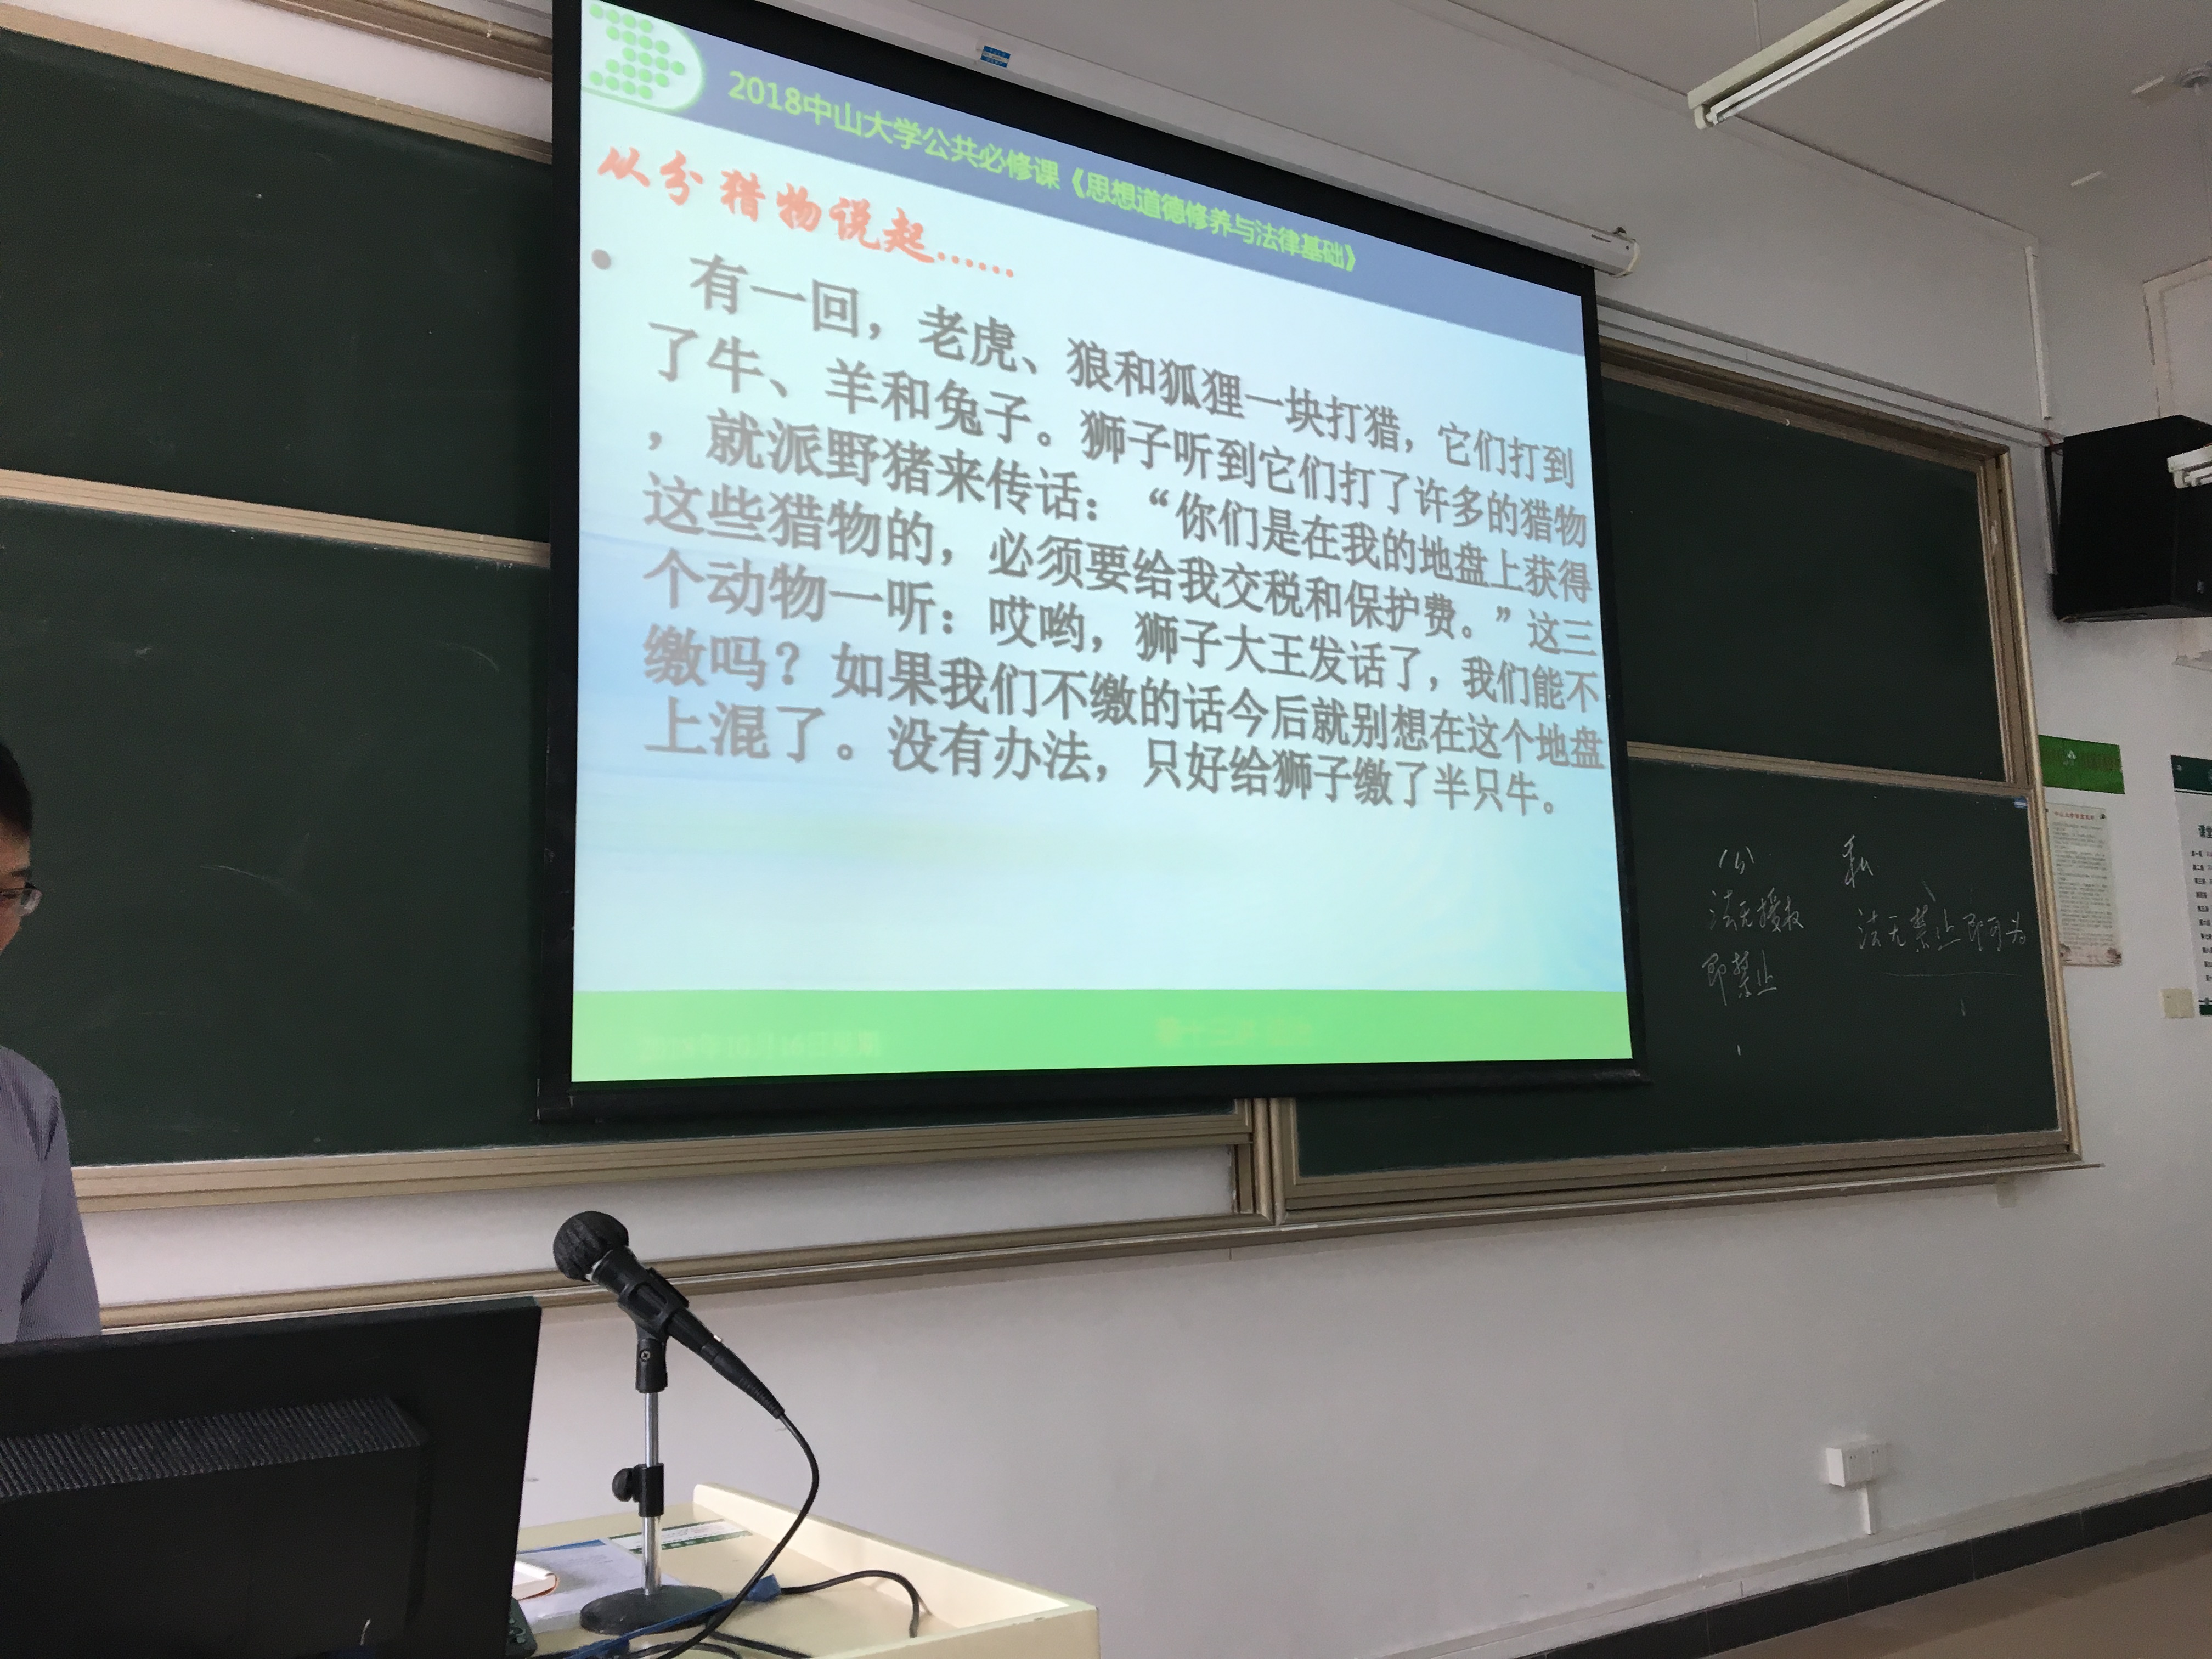 2018中山大学公共必修课《思想道德修养与法律基础》
从分猎物说起……
• 有一回，老虎、狼和狐狸一块打猎，它们打到
了牛、羊和兔子。狮子听到它们打了许多的猎物
，就派野猪来传话：“你们是在我的地盘上获得
这些猎物的，必须要给我交税和保护费。”这三
个动物一听：哎哟，狮子大王发话了，我们能不
缴吗？如果我们不缴的话今后就别想在这个地盘
上混了。没有办法，只好给狮子缴了半只牛。
公
法无授权
即禁止
私
法无禁止即可为